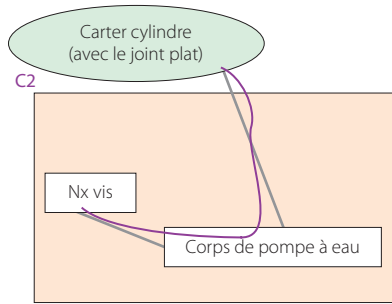 Carter cylindre
(avec le joint plat)
C2
Nx vis
Corps de pompe à eau